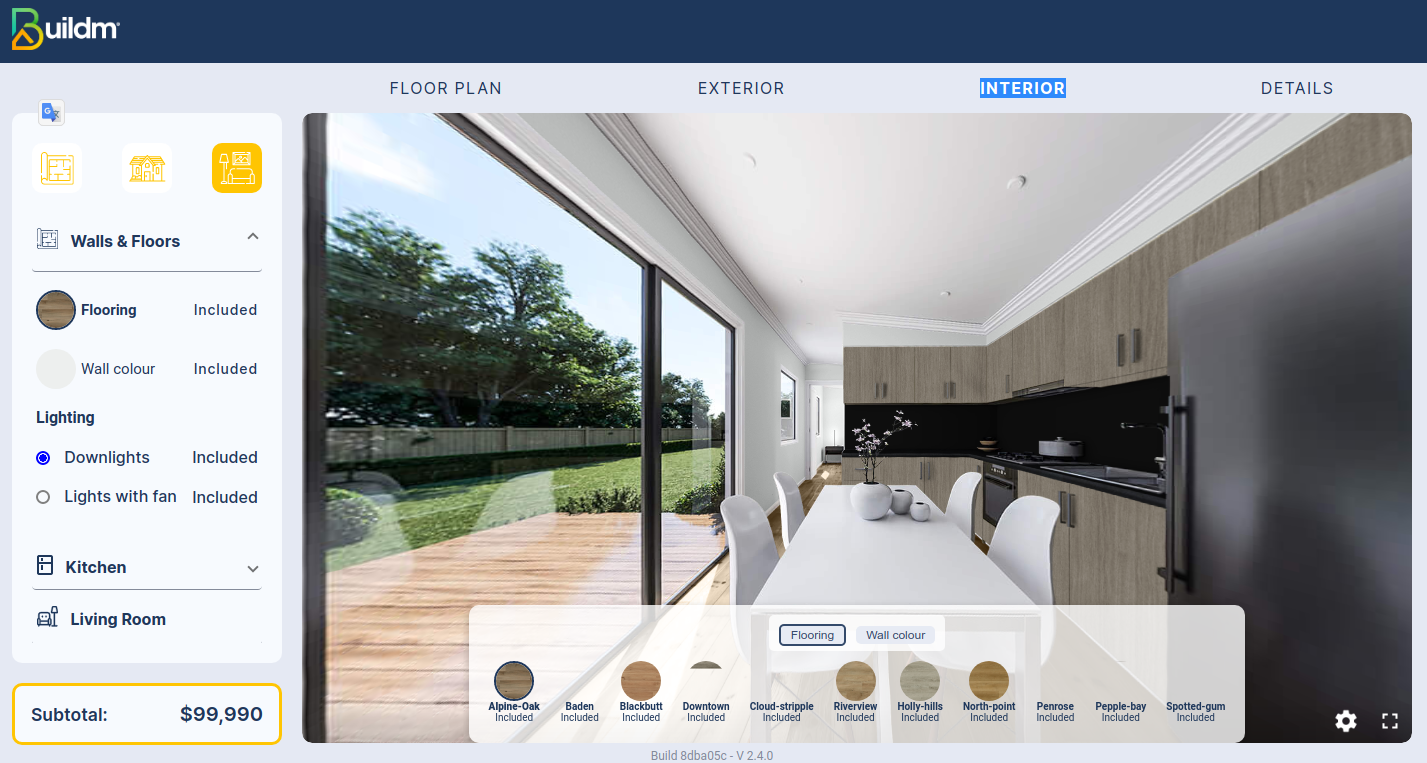 Buildm
FLOOR PLAN
EXTERIOR
INTERIOR
DETAILS
Walls & Floors
Flooring Included
Wall colour Included
Lighting
Downlights Included
Lights with fan Included
Kitchen
Living Room
Subtotal: $99,990
Flooring
Wall colour
Alpine-Oak
Included
Baden
Included
Blackbutt
Included
Downtown
Included
Cloud-stripple
Included
Riverview
Included
Holly-hills
Included
North-point
Included
Penrose
Included
Pepple-bay
Included
Spotted-gum
Included
Build 8dba05c - V 2.4.0